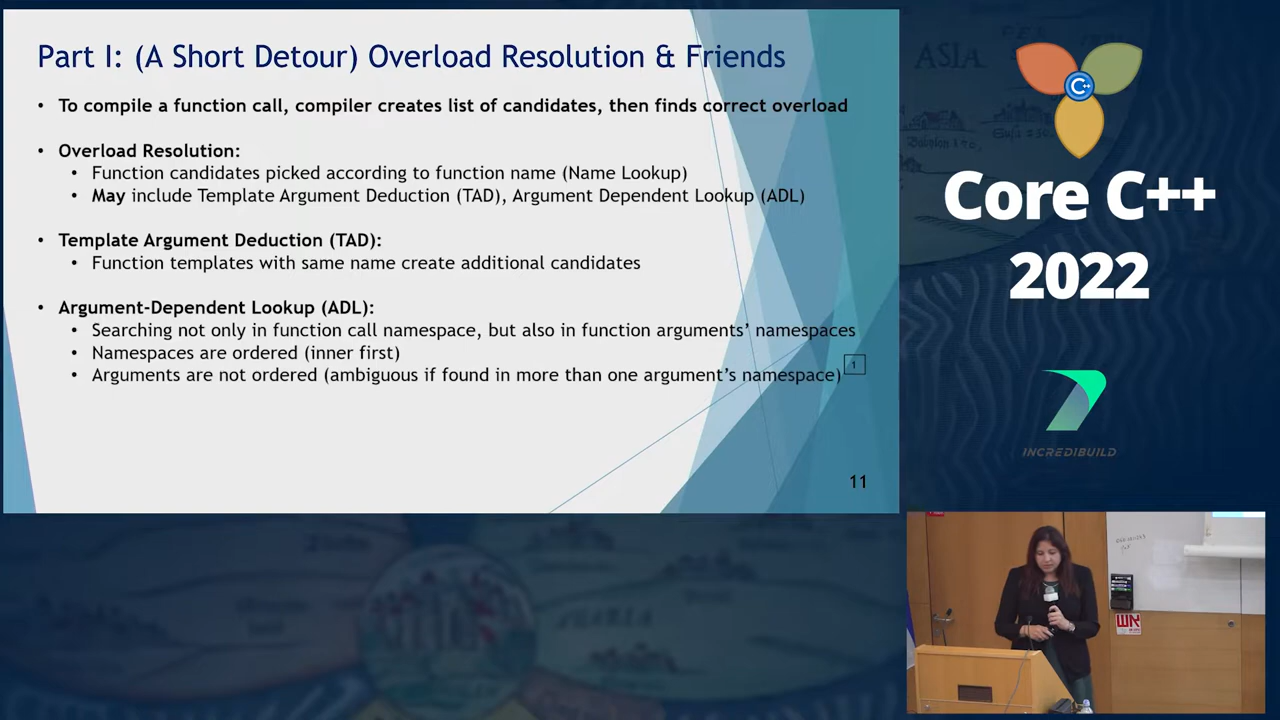 Part I: (A Short Detour) Overload Resolution & Friends
• To compile a function call, compiler creates list of candidates, then finds correct overload
• Overload Resolution:
• Function candidates picked according to function name (Name Lookup)
• May include Template Argument Deduction (TAD), Argument Dependent Lookup (ADL)
• Template Argument Deduction (TAD):
• Function templates with same name create additional candidates
• Argument-Dependent Lookup (ADL):
• Searching not only in function call namespace, but also in function arguments’ namespaces
• Namespaces are ordered (inner first)
• Arguments are not ordered (ambiguous if found in more than one argument’s namespace)
1
11
ASIA
C++
Core C++
2022
INCREDIBUILD
אש